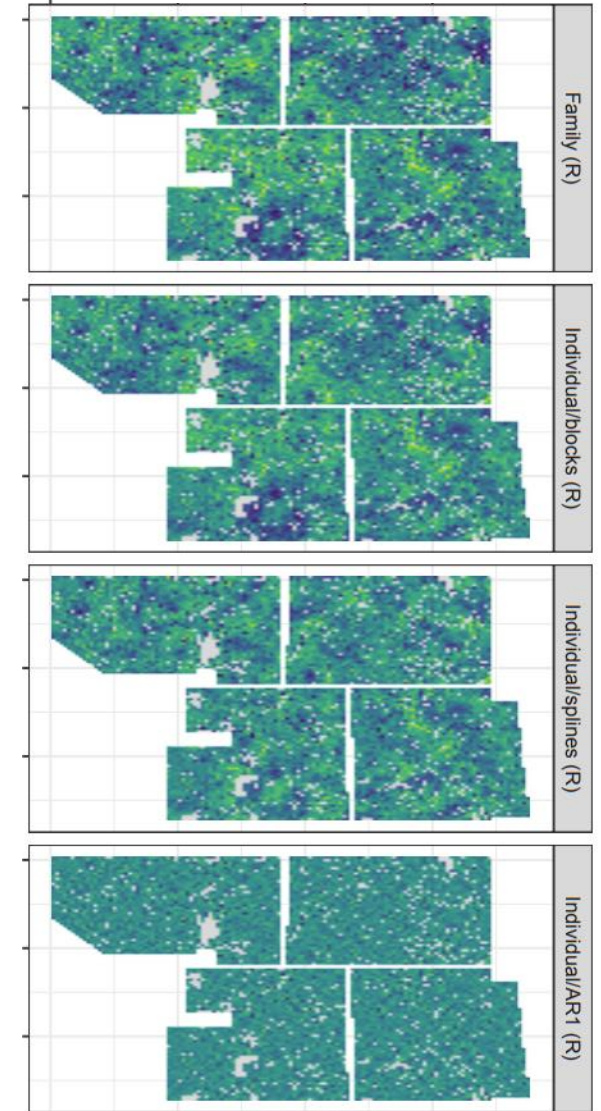 Family (R)
Individual/blocks (R)
Individual/splines (R)
Individual/AR1 (R)